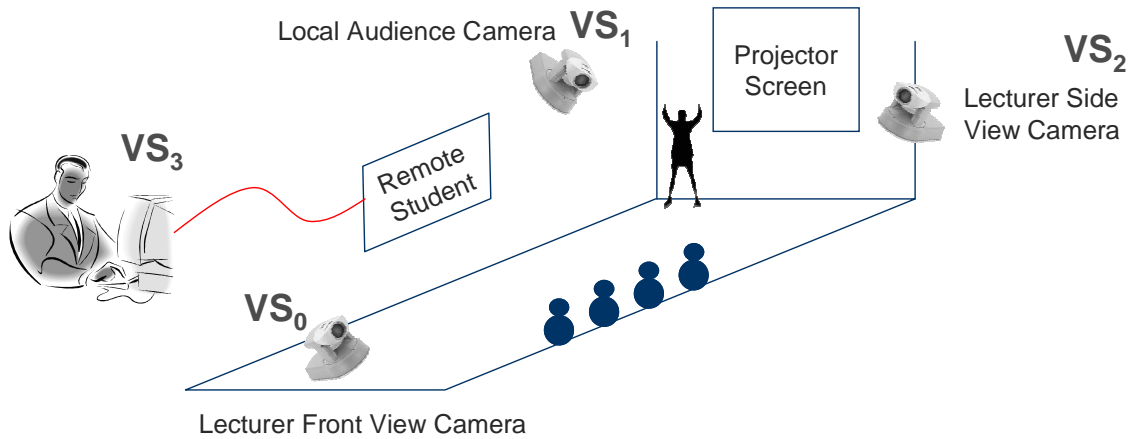 Local Audience Camera
VS₁
Projector
Screen
VS₂
Lecturer Side
View Camera
VS₃
Remote
Student
VS₀
Lecturer Front View Camera